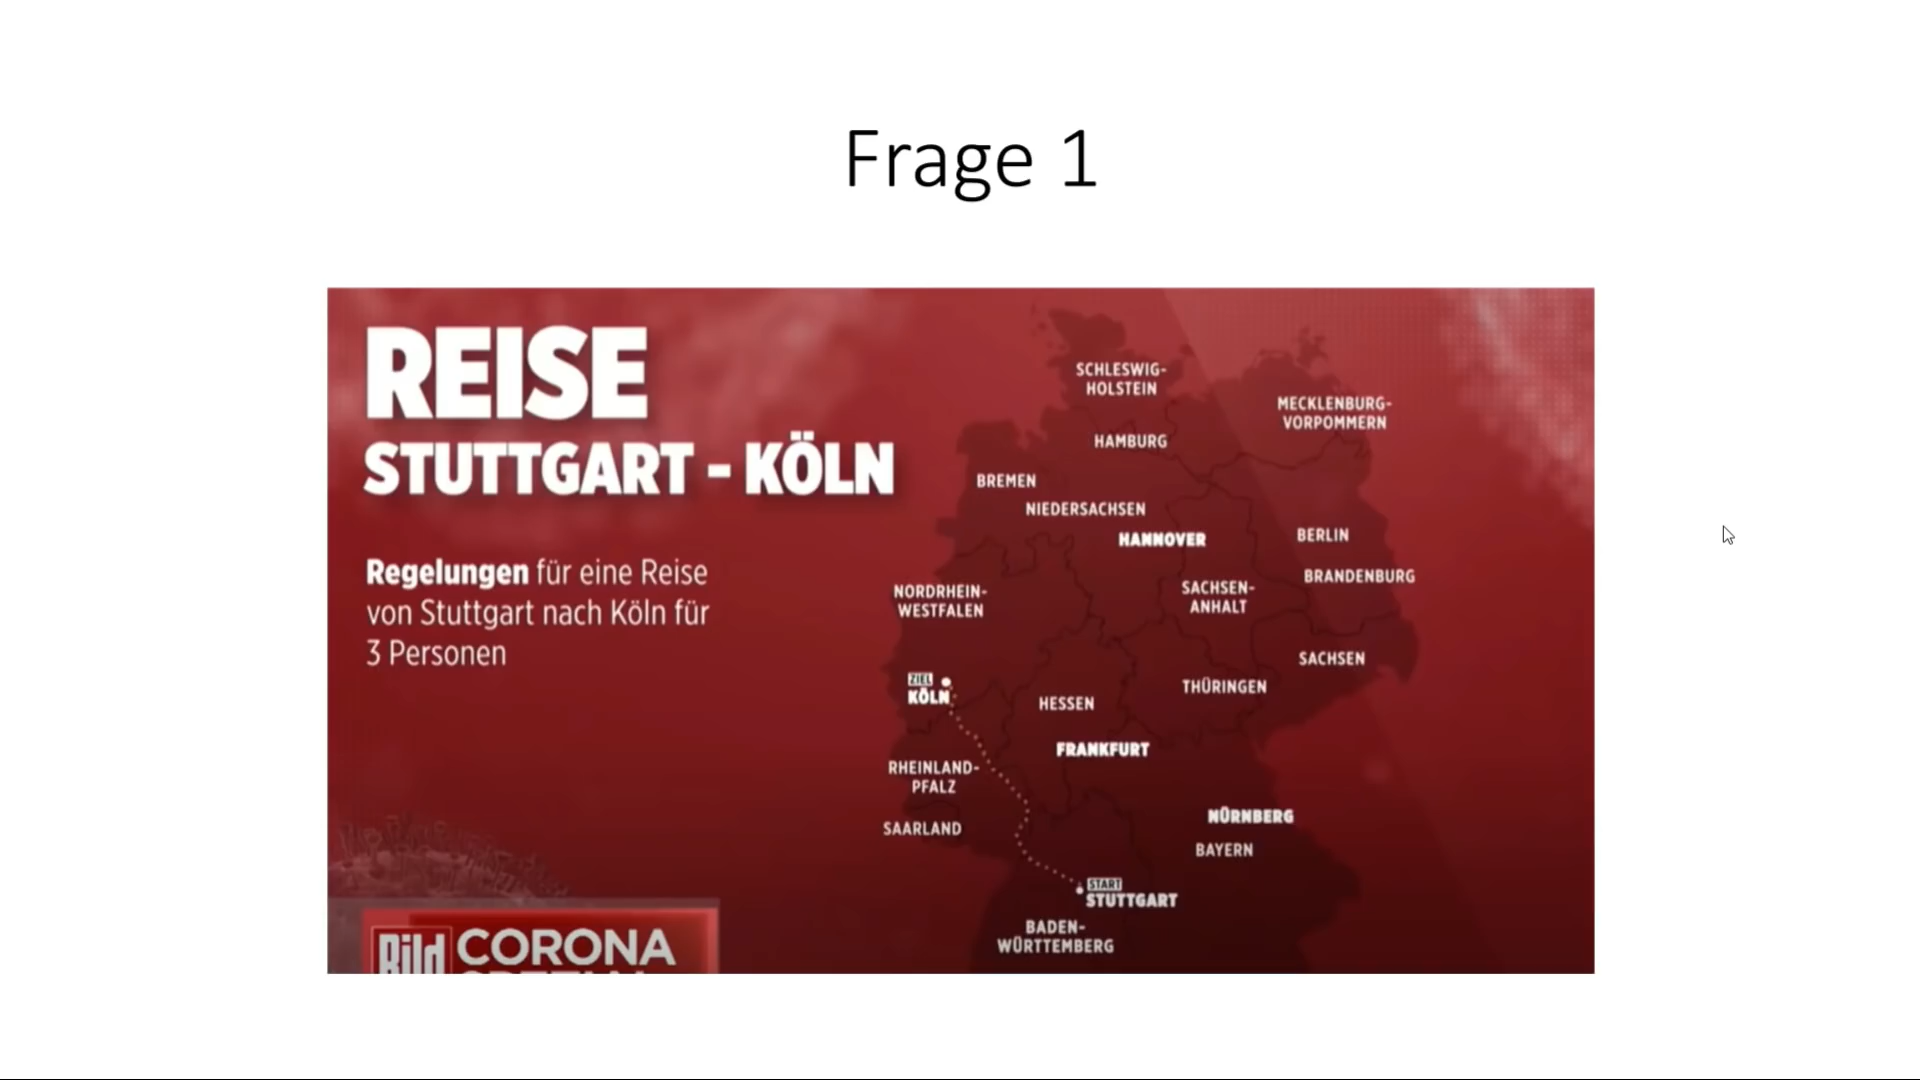 Frage 1
REISE
STUTTGART - KÖLN
Regelungen für eine Reise
von Stuttgart nach Köln für
3 Personen
SCHLESWIG-
HOLSTEIN
MECKLENBURG-
VORPOMMERN
HAMBURG
BREMEN
NIEDERSACHSEN
HANNOVER
BERLIN
BRANDENBURG
NORDRHEIN-
WESTFALEN
SACHSEN-
ANHALT
SACHSEN
THÜRINGEN
ZIEL
KÖLN
HESSEN
FRANKFURT
RHEINLAND-
PFALZ
SAARLAND
NÜRNBERG
BAYERN
START
STUTTGART
BADEN-
WÜRTTEMBERG
Bild CORONA